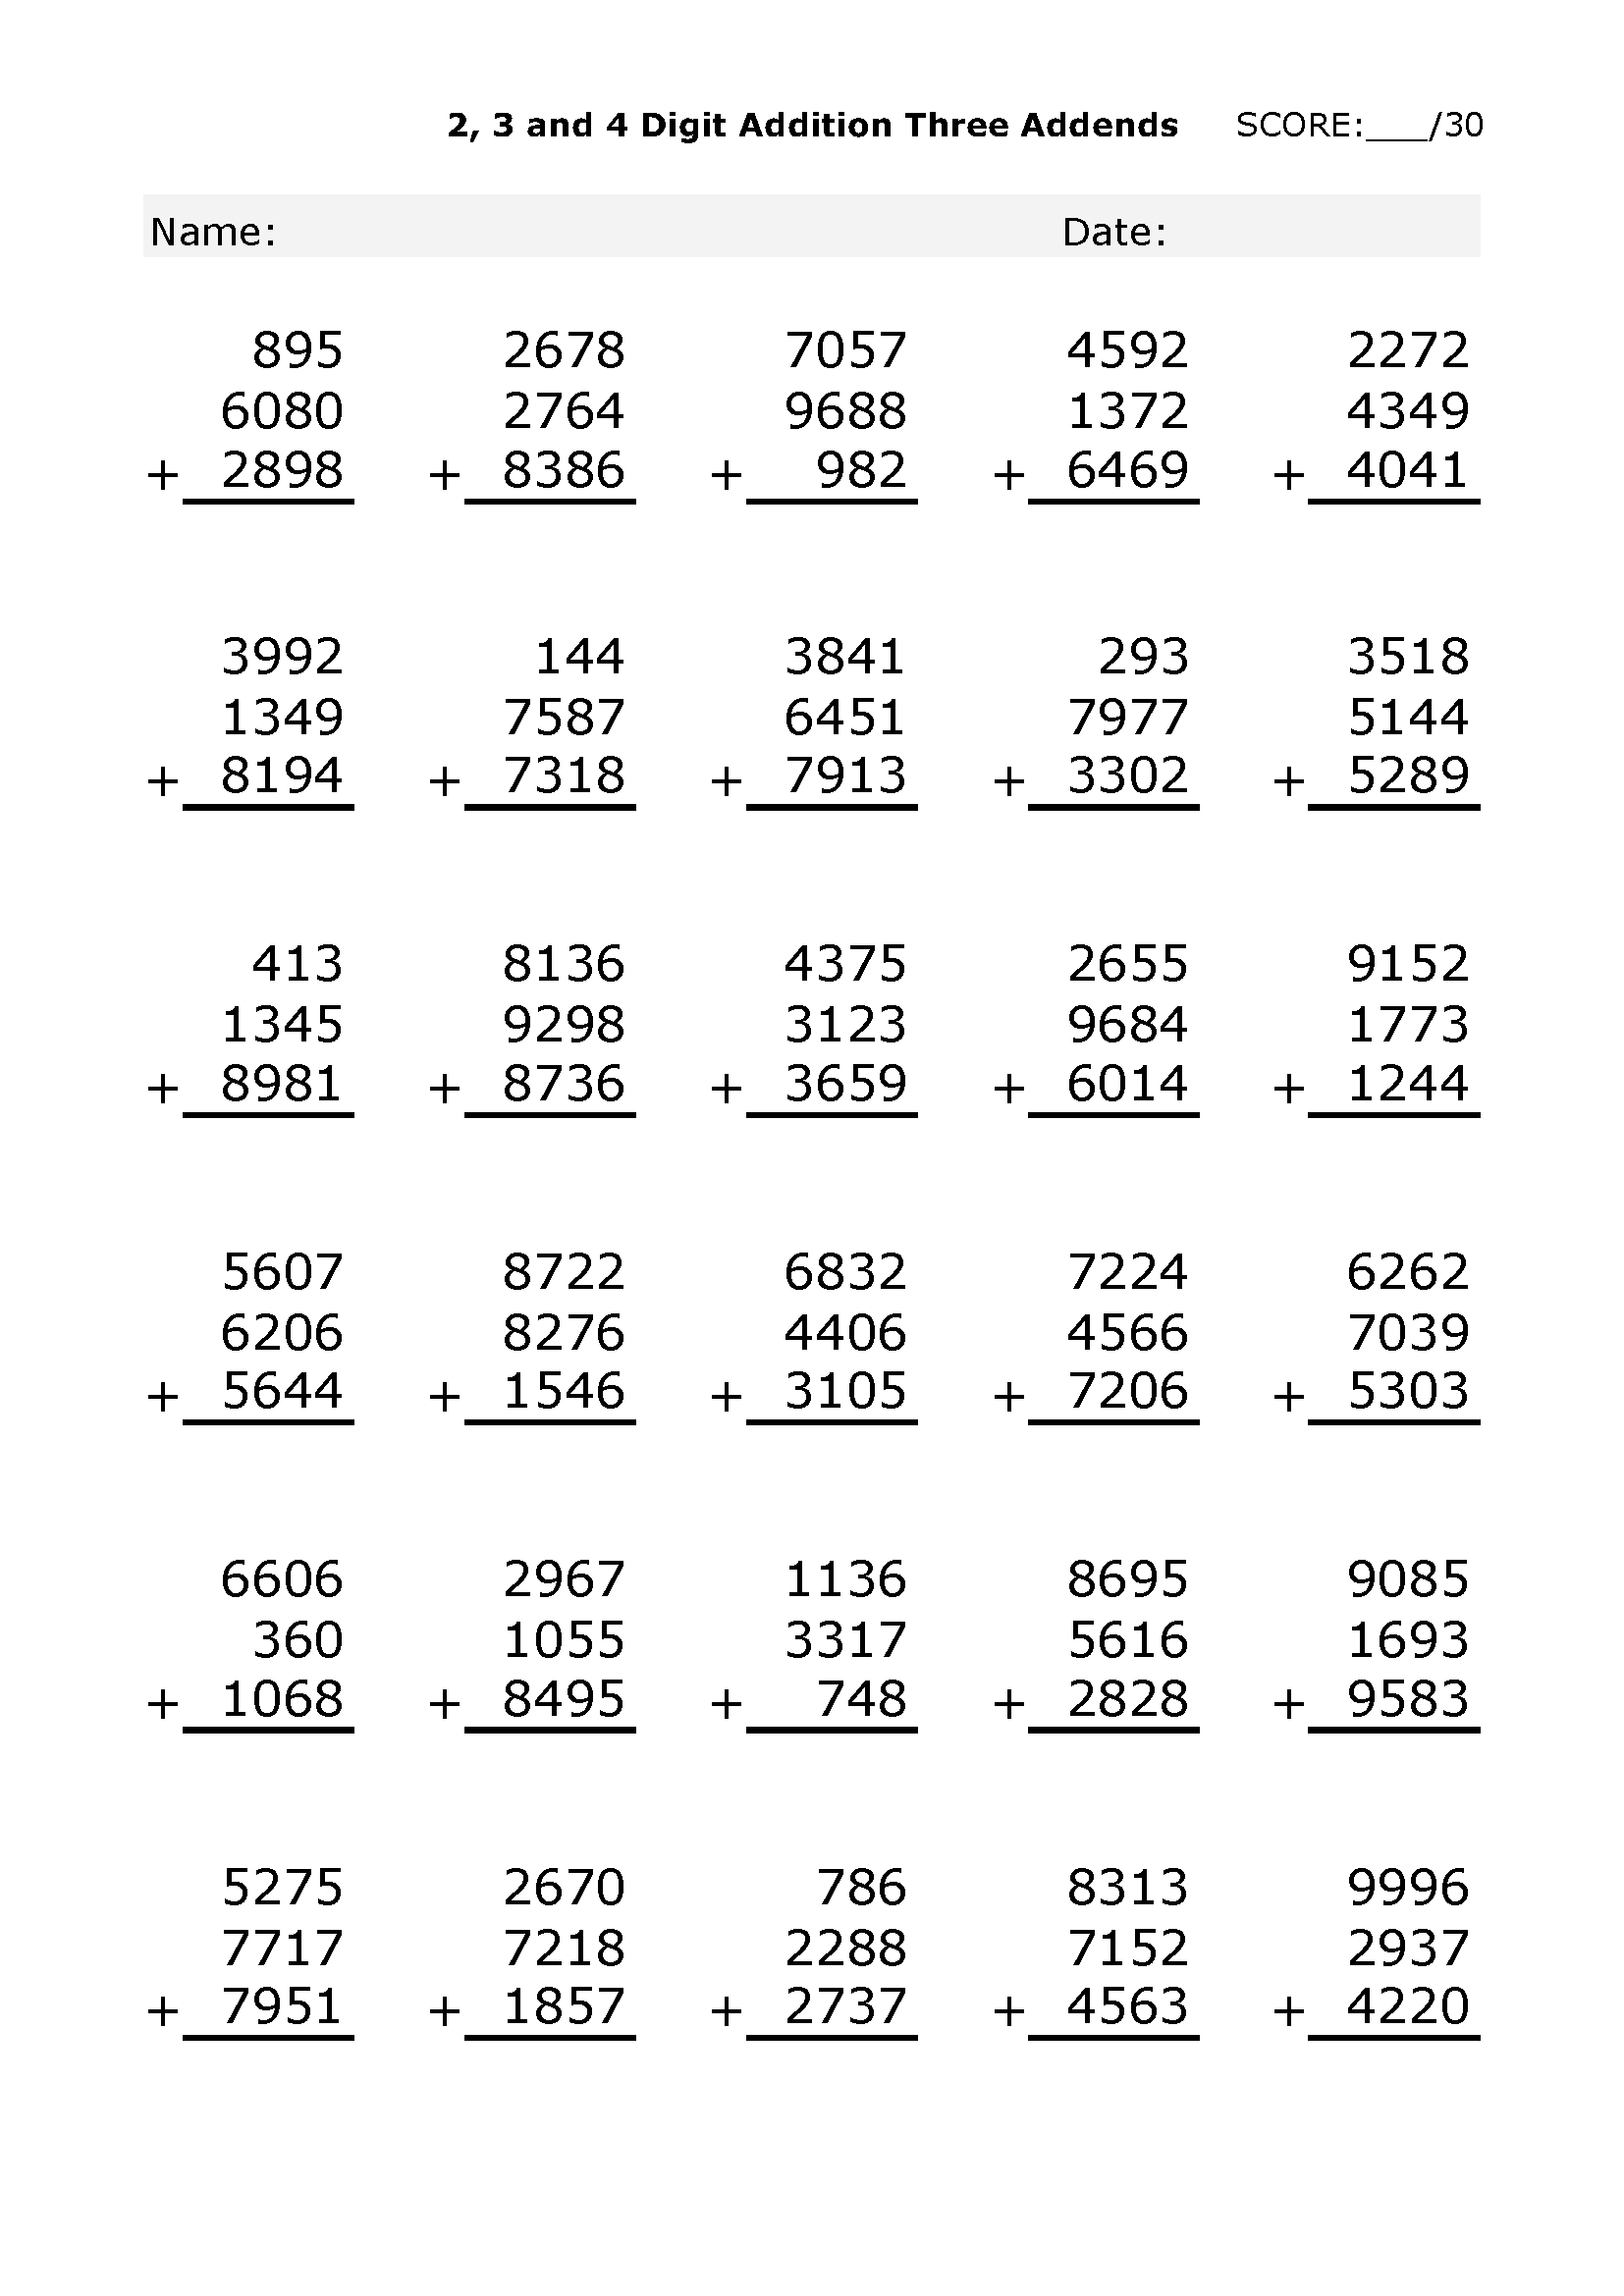 2, 3 and 4 Digit Addition Three Addends SCORE:___/30
Name: Date:
895 2678 7057 4592 2272
6080 2764 9688 1372 4349
+ 2898 + 8386 + 982 + 6469 + 4041
3992 144 3841 293 3518
1349 7587 6451 7977 5144
+ 8194 + 7318 + 7913 + 3302 + 5289
413 8136 4375 2655 9152
1345 9298 3123 9684 1773
+ 8981 + 8736 + 3659 + 6014 + 1244
5607 8722 6832 7224 6262
6206 8276 4406 4566 7039
+ 5644 + 1546 + 3105 + 7206 + 5303
6606 2967 1136 8695 9085
360 1055 3317 5616 1693
+ 1068 + 8495 + 748 + 2828 + 9583
5275 2670 786 8313 9996
7717 7218 2288 7152 2937
+ 7951 + 1857 + 2737 + 4563 + 4220